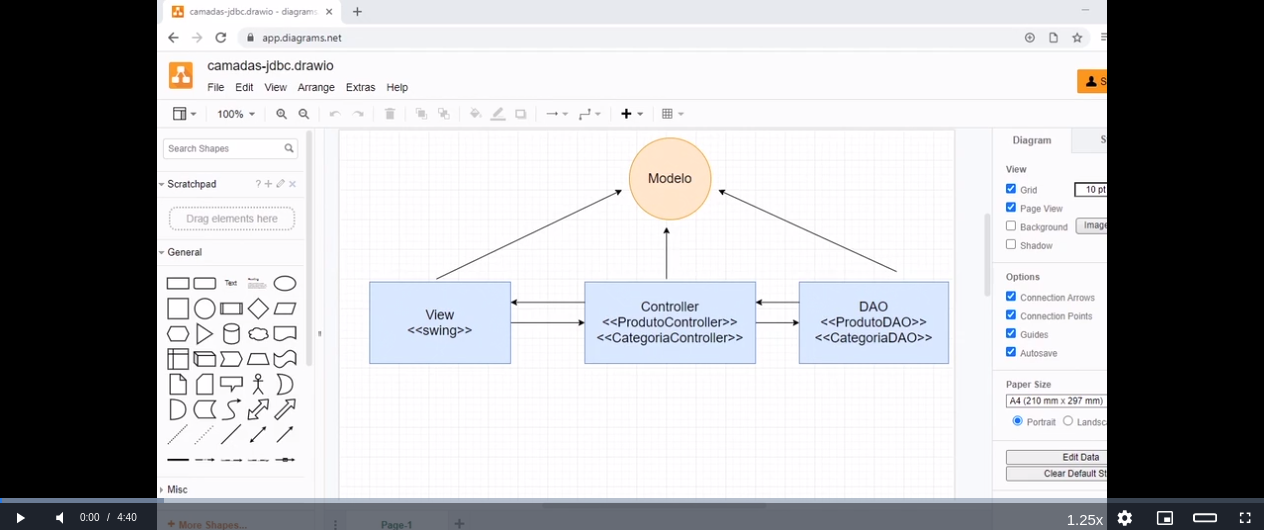 camadas-jdbc.drawio - diagrams
app.diagrams.net
camadas-jdbc.drawio
File Edit View Arrange Extras Help
100%
Search Shapes
Scratchpad
Drag elements here
General
Text
Misc
+ More Shapes...
Modelo
View
<<swing>>
Controller
<<ProdutoController>>
<<CategoriaController>>
DAO
<<ProdutoDAO>>
<<CategoriaDAO>>
Page-1
Diagram S
View
Grid 10 pt
Page View
Background Image
Shadow
Options
Connection Arrows
Connection Points
Guides
Autosave
Paper Size
A4 (210 mm x 297 mm)
Portrait Landsc
Edit Data
Clear Default St
0:00 / 4:40
1.25x